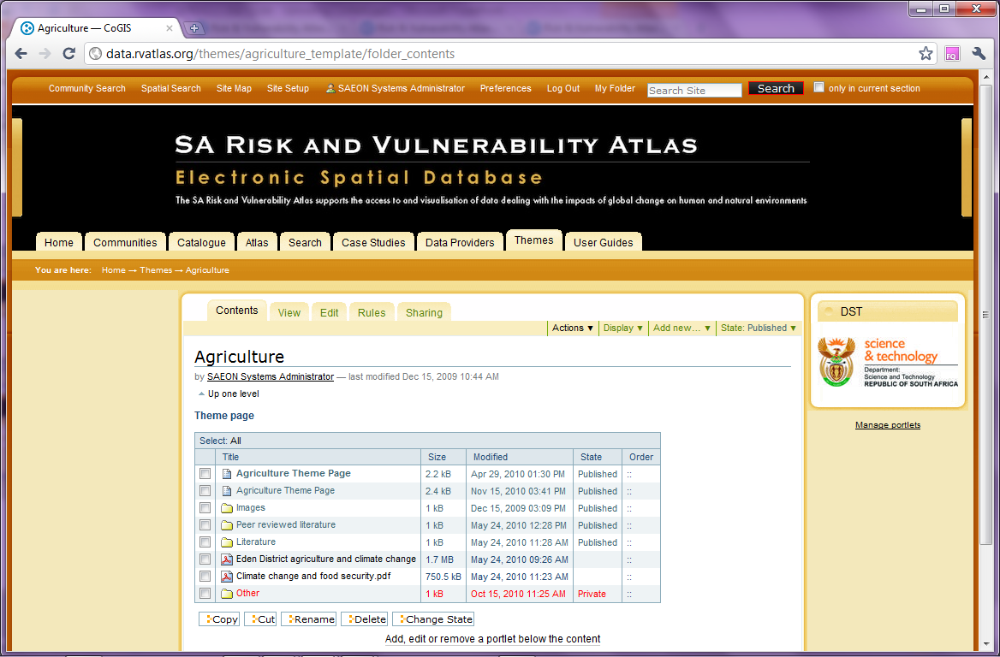 Agriculture — CoGIS
data.rvatlas.org/themes/agriculture_template/folder_contents
FQ
Community Search Spatial Search Site Map Site Setup SAEON Systems Administrator Preferences Log Out My Folder Search Site Search only in current section
SA Risk and Vulnerability Atlas
Electronic Spatial Database
The SA Risk and Vulnerability Atlas supports the access to and visualisation of data dealing with the impacts of global change on human and natural environments
Home Communities Catalogue Atlas Search Case Studies Data Providers Themes User Guides
You are here: Home → Themes → Agriculture
Contents View Edit Rules Sharing
Actions ▼ Display ▼ Add new… ▼ State: Published ▼
Agriculture
by SAEON Systems Administrator — last modified Dec 15, 2009 10:44 AM
Up one level
Theme page
Select: All
Title Size Modified State Order
Agriculture Theme Page 2.2 kB Apr 29, 2010 01:30 PM Published ::
Agriculture Theme Page 2.4 kB Nov 15, 2010 03:41 PM Published ::
Images 1 kB Dec 15, 2009 03:09 PM Published ::
Peer reviewed literature 1 kB May 24, 2010 12:28 PM Published ::
Literature 1 kB May 24, 2010 11:28 AM Published ::
Eden District agriculture and climate change 1.7 MB May 24, 2010 09:26 AM ::
Climate change and food security.pdf 750.5 kB May 24, 2010 11:23 AM ::
Other 1 kB Oct 15, 2010 11:25 AM Private ::
Copy Cut Rename Delete Change State
Add, edit or remove a portlet below the content
DST
science
& technology
Department:
Science and Technology
REPUBLIC OF SOUTH AFRICA
Manage portlets